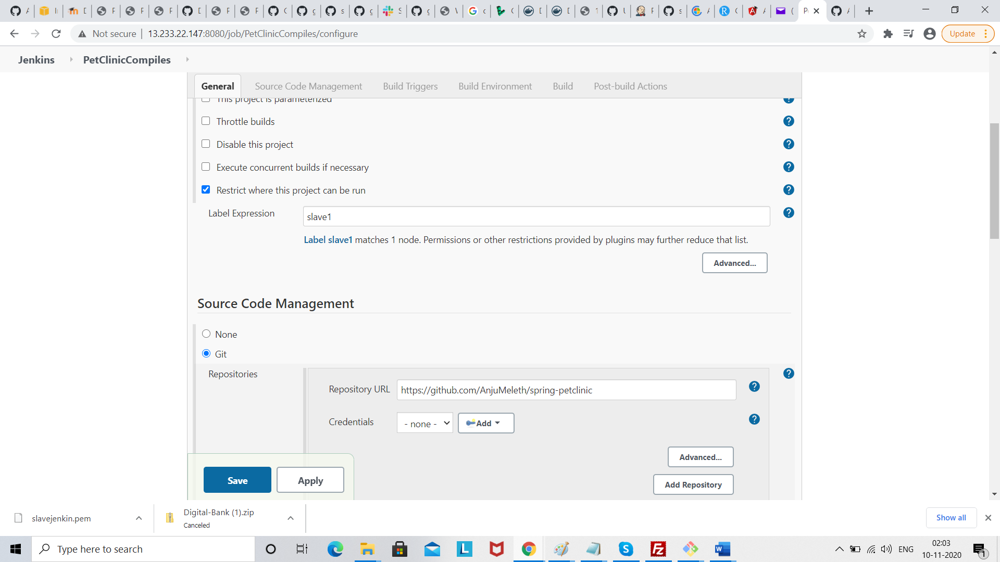 Update
Not secure
13.233.22.147:8080/job/PetClinicCompiles/configure
Jenkins
PetClinicCompiles
General
Source Code Management
Build Triggers
Build Environment
Build
Post-build Actions
This project is parameterized
Throttle builds
Disable this project
Execute concurrent builds if necessary
Restrict where this project can be run
Label Expression
slave1
Label slave1 matches 1 node. Permissions or other restrictions provided by plugins may further reduce that list.
Advanced...
Source Code Management
None
Git
Repositories
Repository URL
https://github.com/AnjuMeleth/spring-petclinic
Credentials
- none -
Add
Advanced...
Add Repository
Save
Apply
slavejenkin.pem
Digital-Bank (1).zip
Canceled
Show all
Type here to search
ENG
02:03
10-11-2020
1